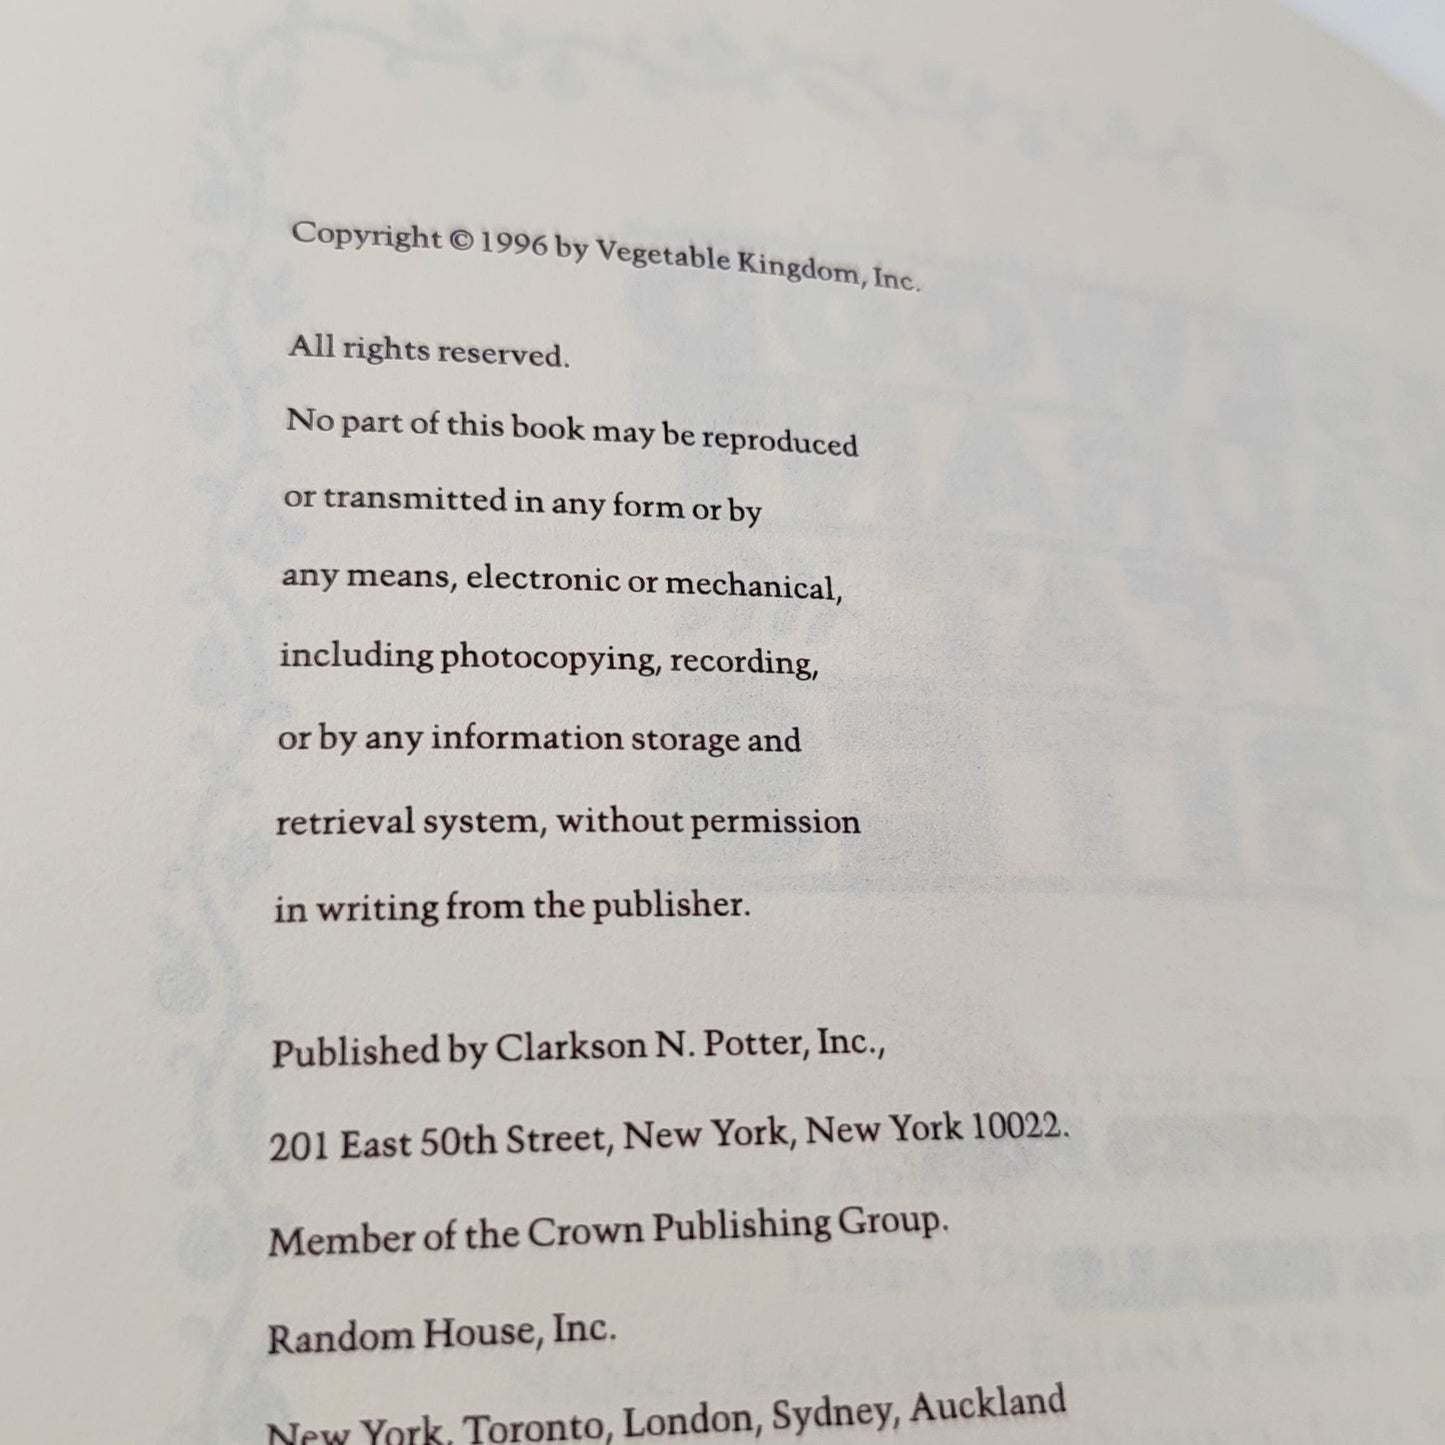 Copyright © 1996 by Vegetable Kingdom, Inc.
All rights reserved.
No part of this book may be reproduced
or transmitted in any form or by
any means, electronic or mechanical,
including photocopying, recording,
or by any information storage and
retrieval system, without permission
in writing from the publisher.
Published by Clarkson N. Potter, Inc.,
201 East 50th Street, New York, New York 10022.
Member of the Crown Publishing Group.
Random House, Inc.
New York, Toronto, London, Sydney, Auckland